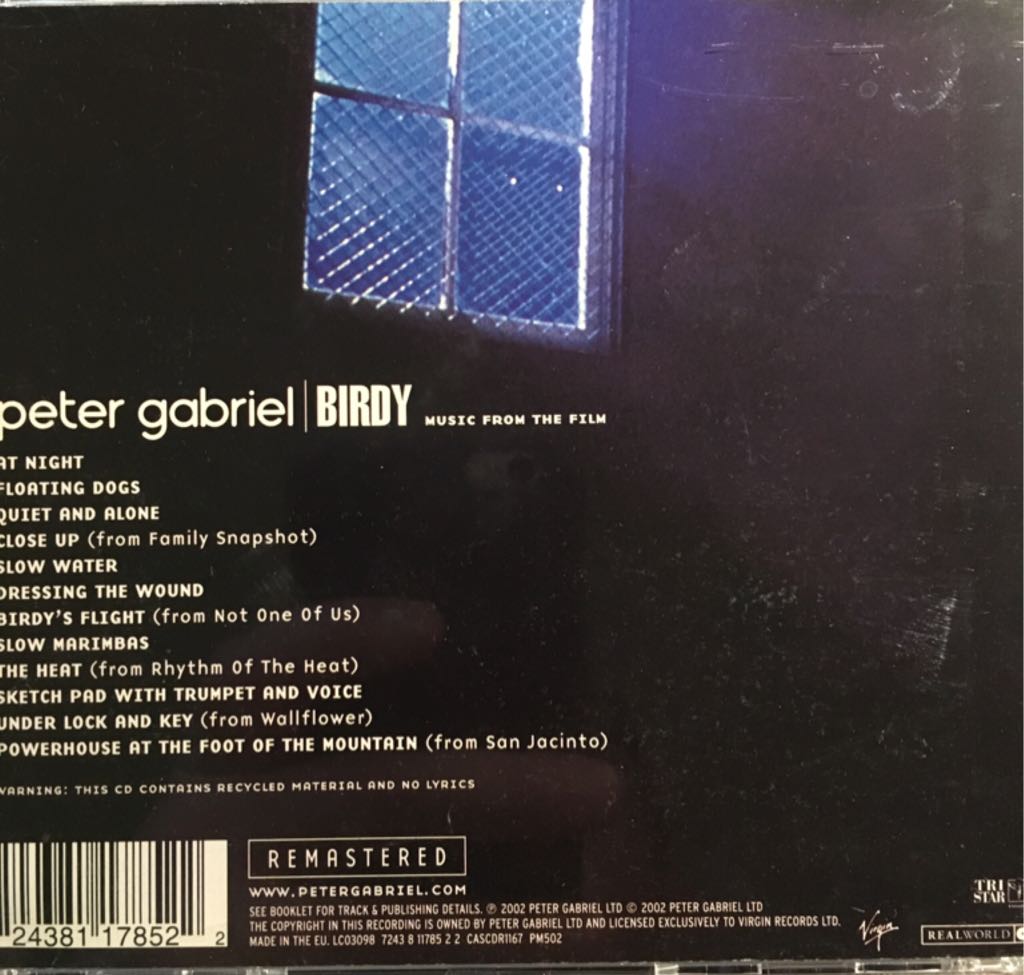 peter gabriel | BIRDY MUSIC FROM THE FILM
AT NIGHT
FLOATING DOGS
QUIET AND ALONE
CLOSE UP (from Family Snapshot)
SLOW WATER
DRESSING THE WOUND
BIRDY'S FLIGHT (from Not One Of Us)
SLOW MARIMBAS
THE HEAT (from Rhythm Of The Heat)
SKETCH PAD WITH TRUMPET AND VOICE
UNDER LOCK AND KEY (from Wallflower)
POWERHOUSE AT THE FOOT OF THE MOUNTAIN (from San Jacinto)
WARNING: THIS CD CONTAINS RECYCLED MATERIAL AND NO LYRICS
REMASTERED
WWW.PETERGABRIEL.COM
SEE BOOKLET FOR TRACK & PUBLISHING DETAILS. ℗ 2002 PETER GABRIEL LTD © 2002 PETER GABRIEL LTD
THE COPYRIGHT IN THIS RECORDING IS OWNED BY PETER GABRIEL LTD AND LICENSED EXCLUSIVELY TO VIRGIN RECORDS LTD.
MADE IN THE EU. LC03098 7243 8 11785 2 2 CASCDR1167 PM502
24381 17852 2
Virgin
TRI
STAR
REALWORLD